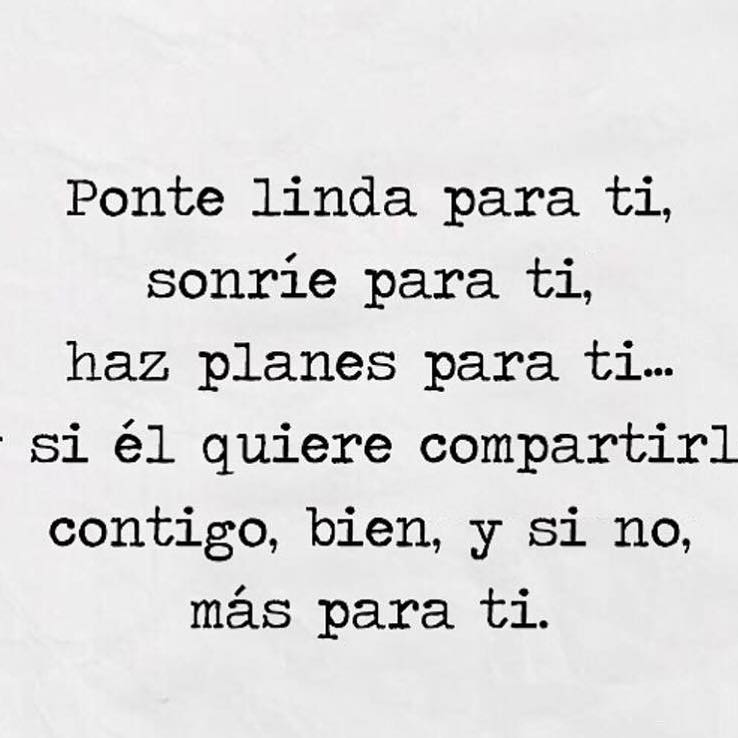 Ponte linda para ti,
sonríe para ti,
haz planes para ti...
si él quiere compartirl
contigo, bien, y si no,
más para ti.